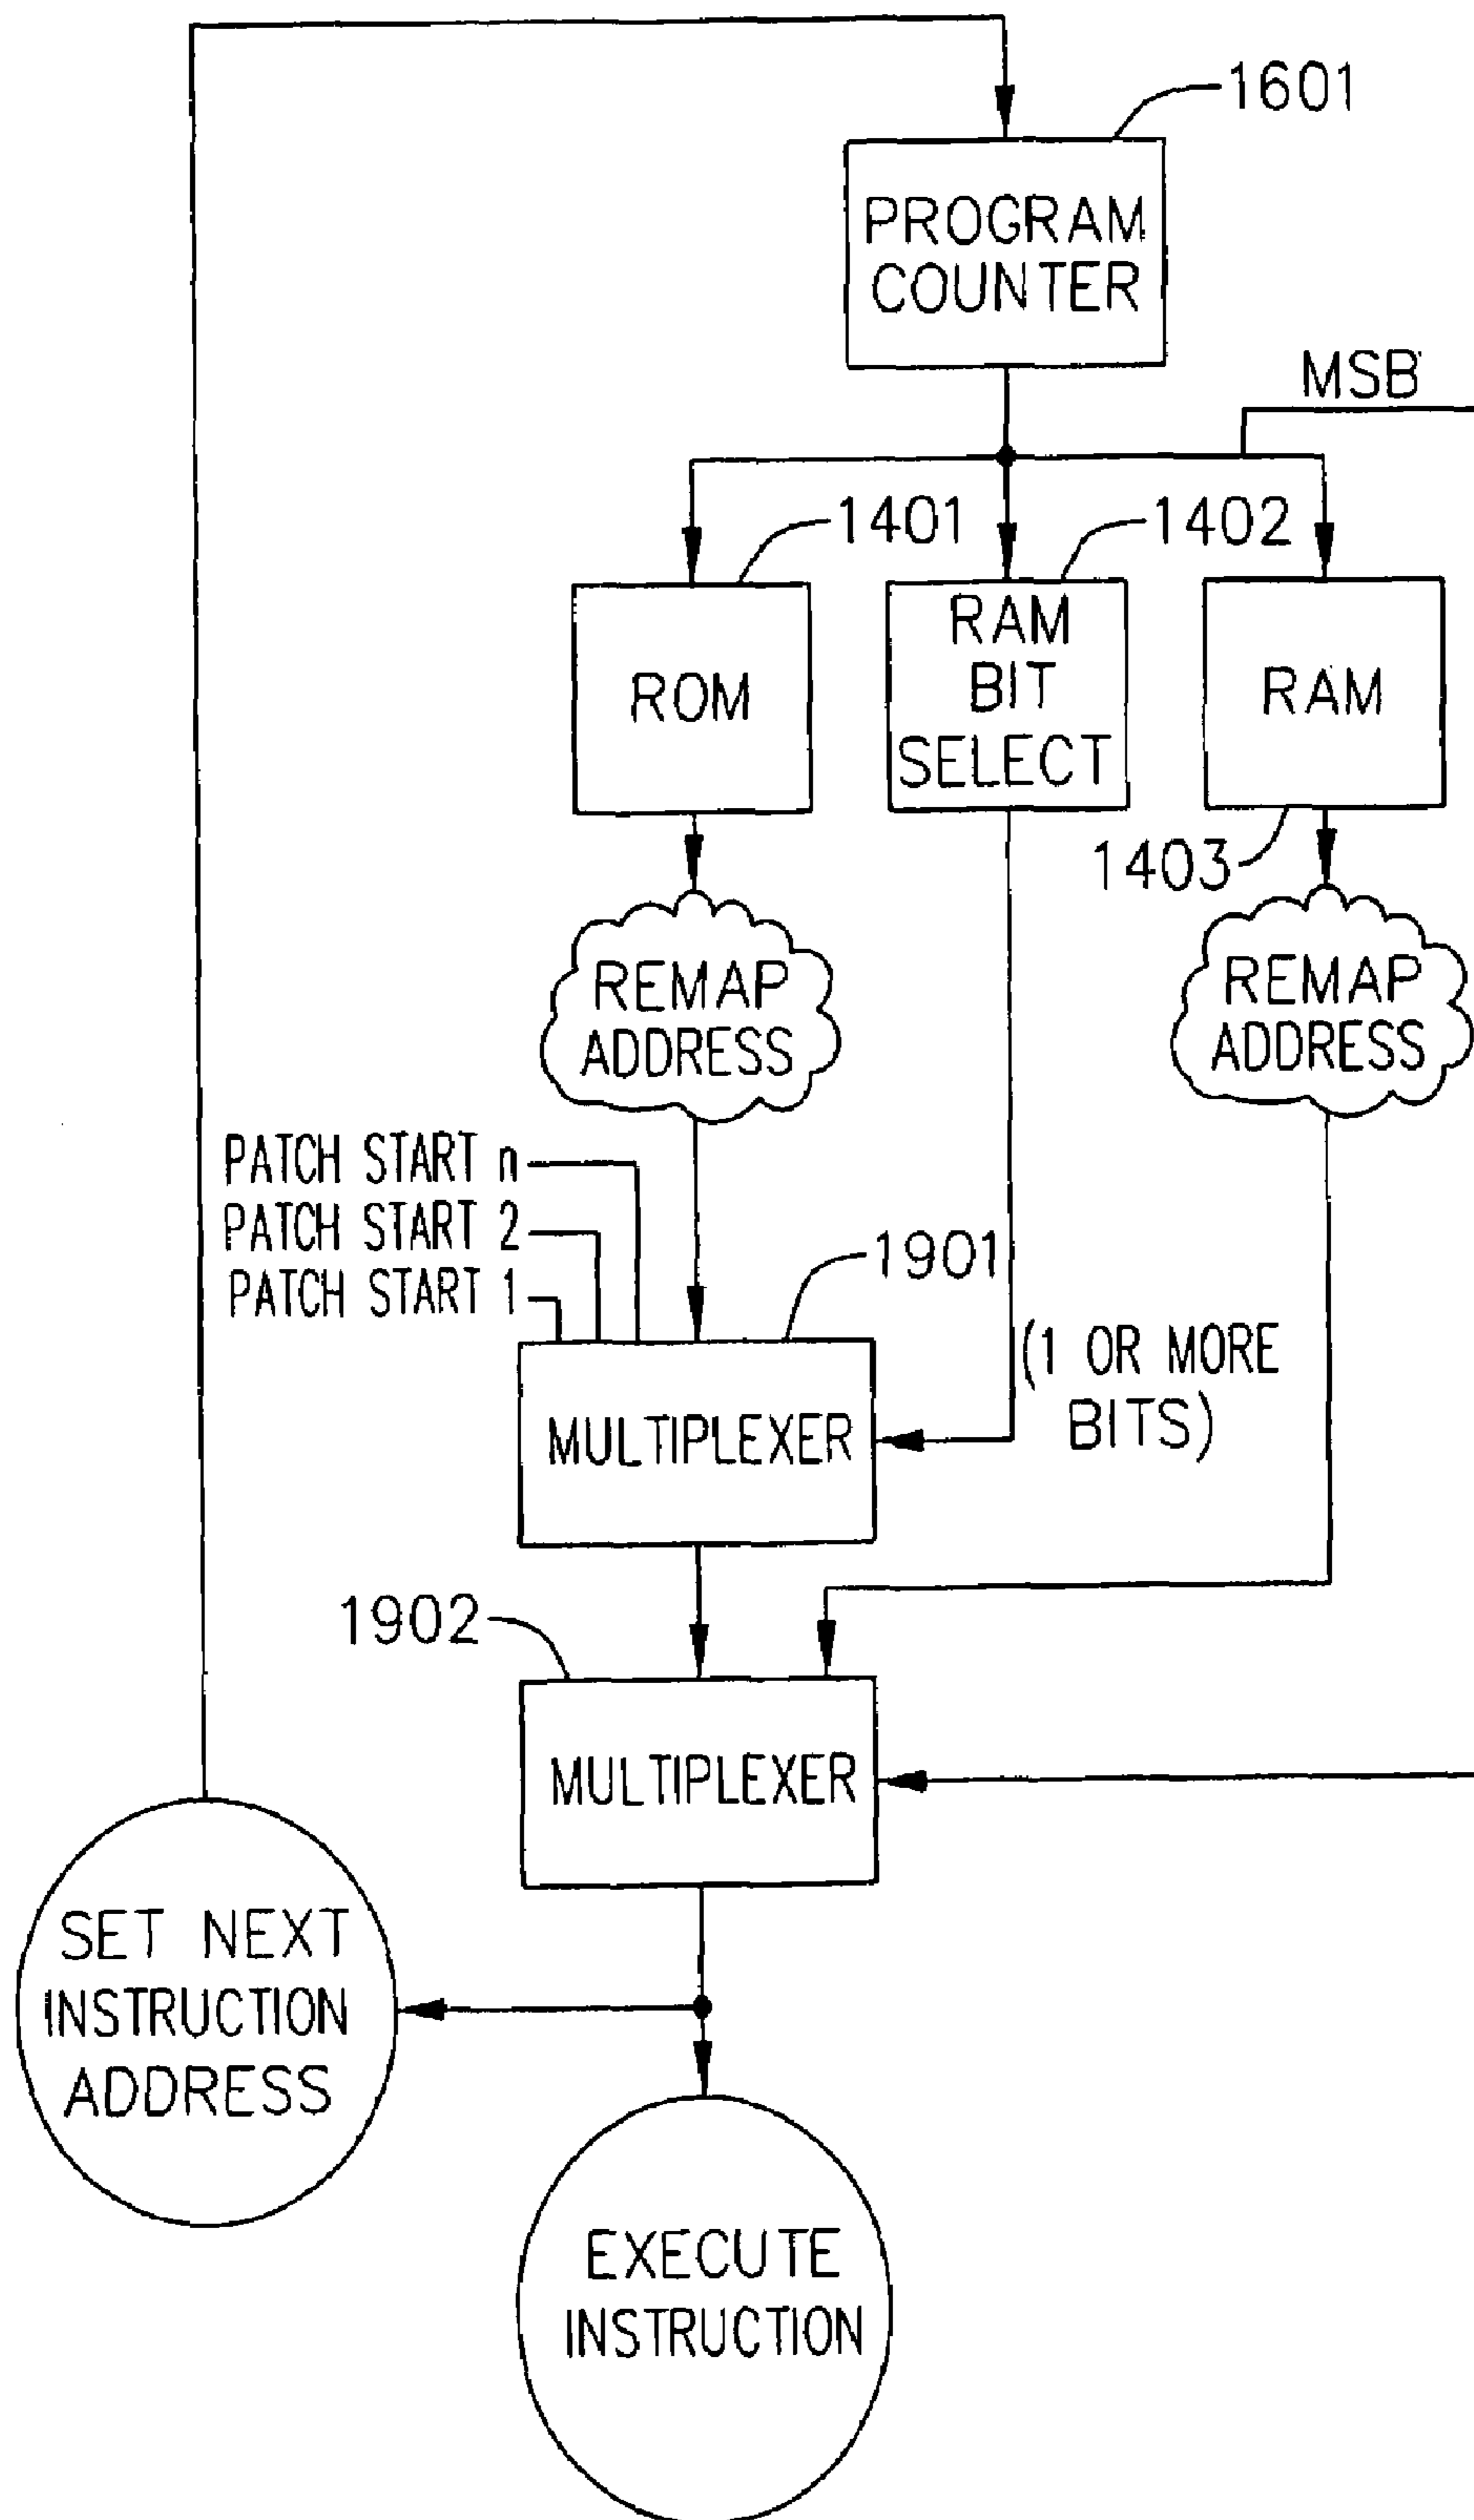 1601
PROGRAM
COUNTER
MSB
1401
1402
ROM
RAM
BIT
SELECT
RAM
1403
REMAP
ADDRESS
REMAP
ADDRESS
PATCH START n
PATCH START 2
PATCH START 1
1901
(1 OR MORE
BITS)
MULTIPLEXER
1902
MULTIPLEXER
SET NEXT
INSTRUCTION
ADDRESS
EXECUTE
INSTRUCTION